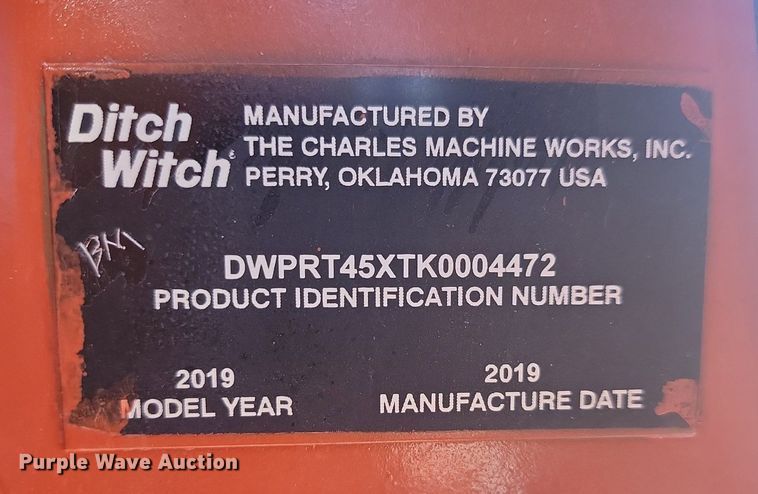 Ditch
Witch®
MANUFACTURED BY
THE CHARLES MACHINE WORKS, INC.
PERRY, OKLAHOMA 73077 USA
BM
DWPRT45XTK0004472
PRODUCT IDENTIFICATION NUMBER
2019
MODEL YEAR
2019
MANUFACTURE DATE
Purple Wave Auction